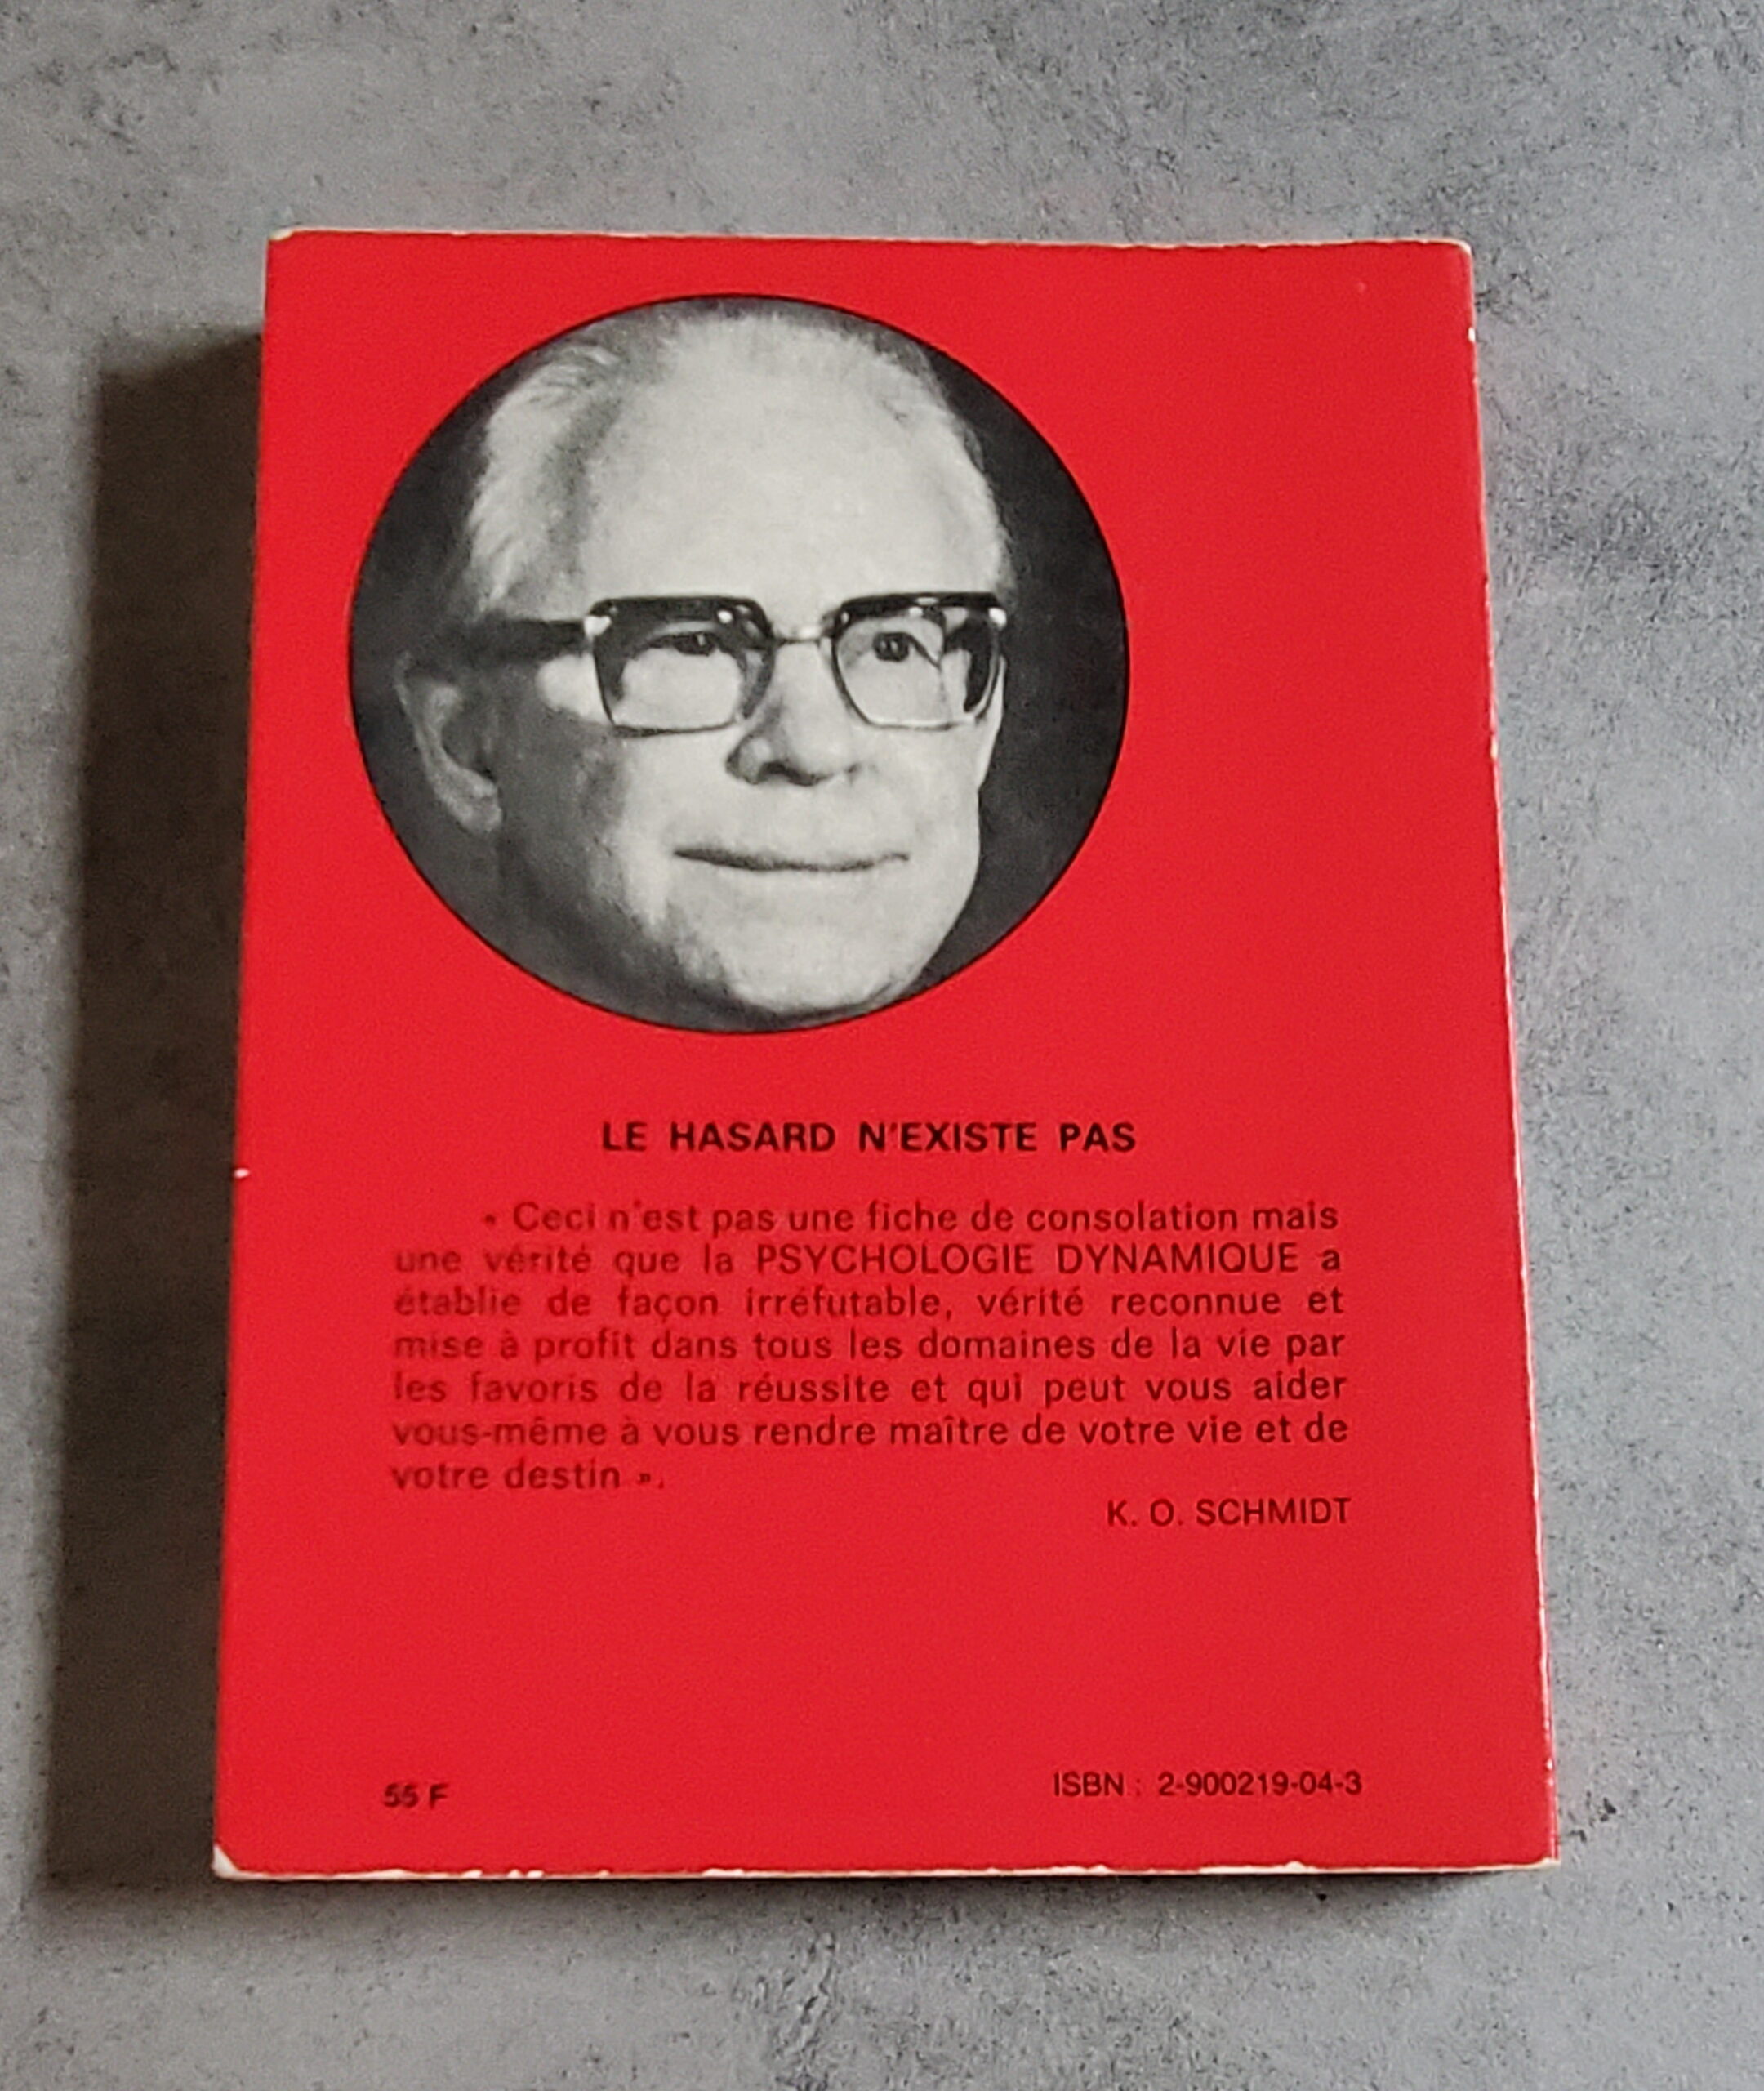 LE HASARD N'EXISTE PAS
« Ceci n'est pas une fiche de consolation mais
une vérité que la PSYCHOLOGIE DYNAMIQUE a
établie de façon irréfutable, vérité reconnue et
mise à profit dans tous les domaines de la vie par
les favoris de la réussite et qui peut vous aider
vous-même à vous rendre maître de votre vie et de
votre destin ».
K. O. SCHMIDT
55 F
ISBN : 2-900219-04-3